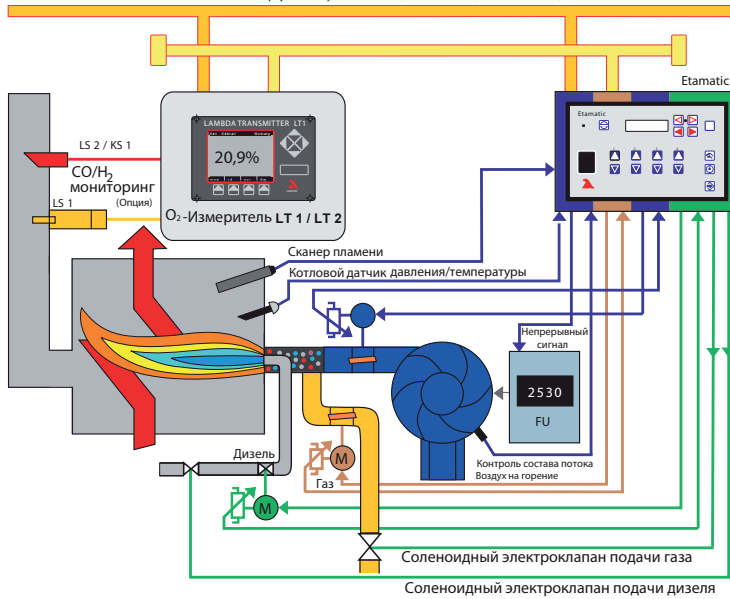 Etamatic
LAMBDA TRANSMITTER LT1
20,9%
Etamatic
LS 2 / KS 1
CO/H2
мониторинг
(Опция)
LS 1
O2-Измеритель LT 1 / LT 2
Сканер пламени
Котловой датчик давления/температуры
Непрерывный
сигнал
2530
FU
Контроль состава потока
Воздух на горение
Дизель
Газ
M
M
Соленоидный электроклапан подачи газа
Соленоидный электроклапан подачи дизеля